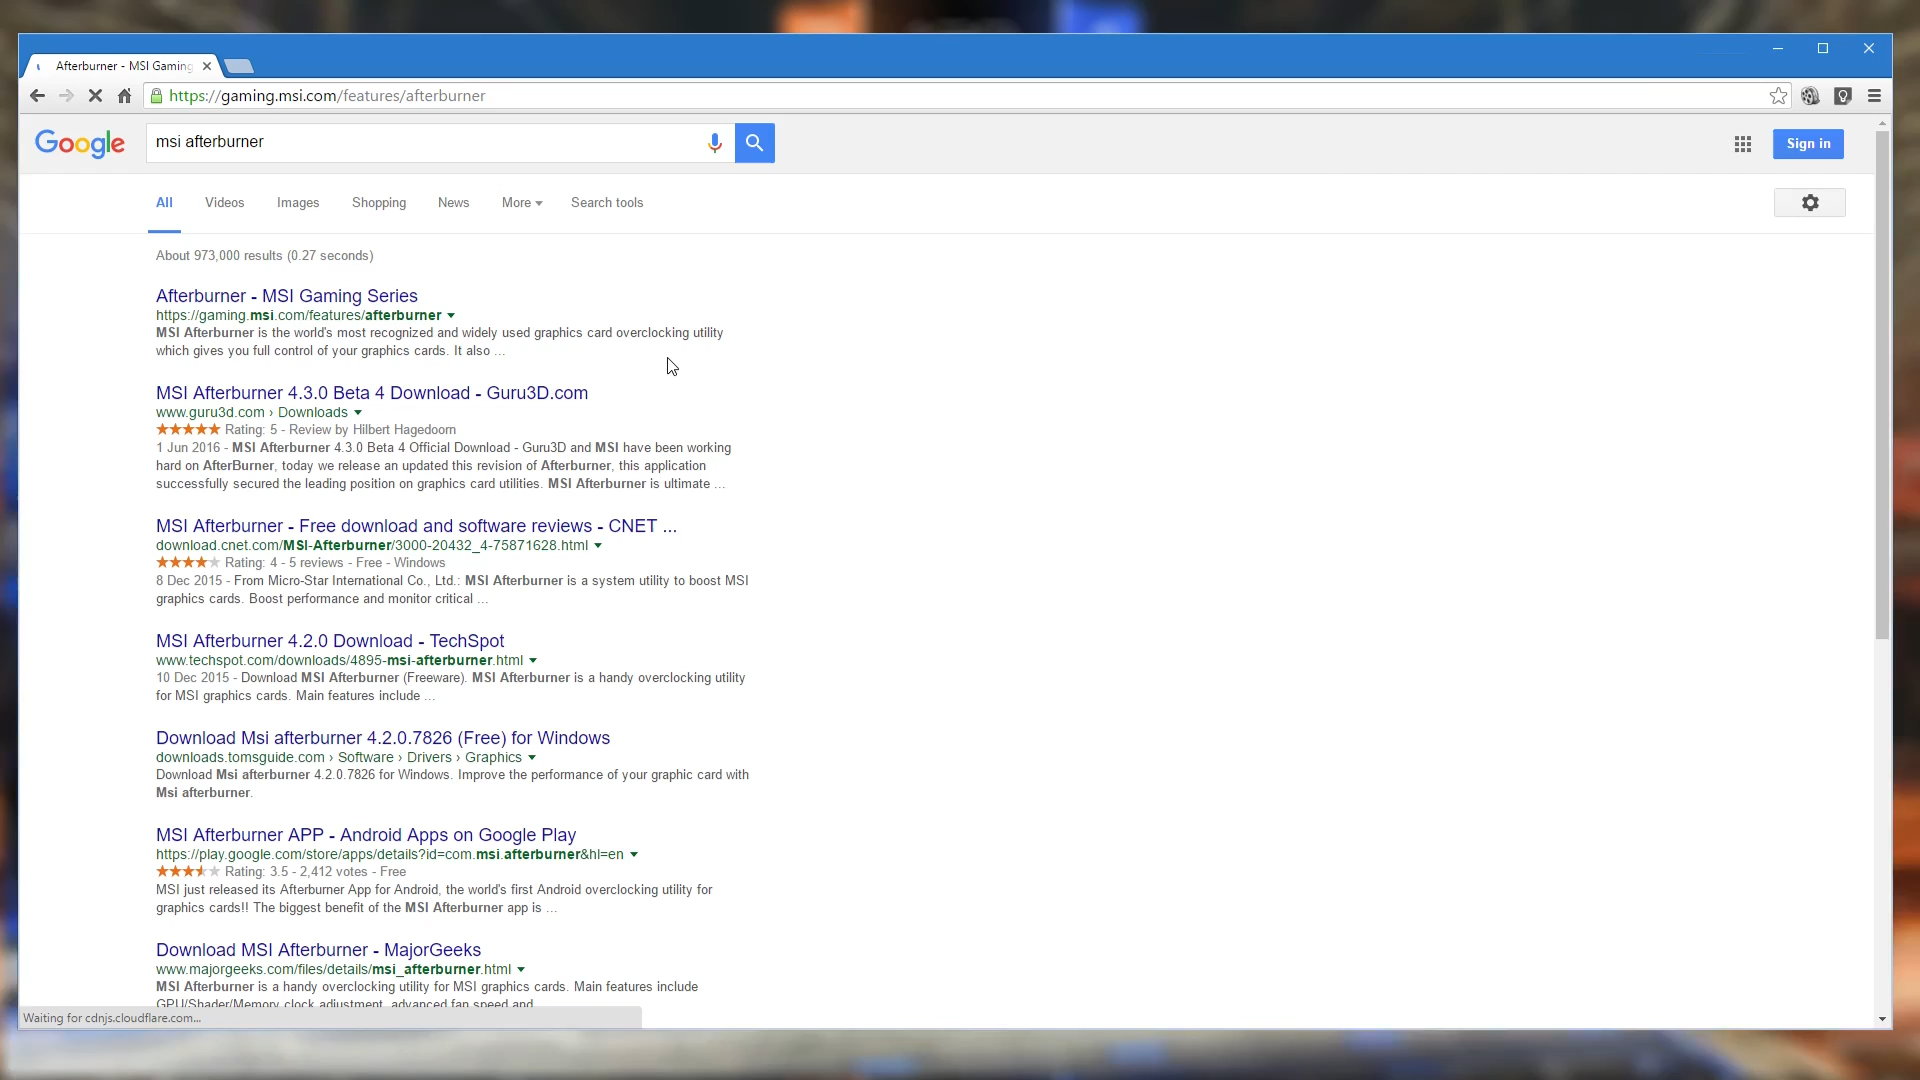 Afterburner - MSI Gaming
https://gaming.msi.com/features/afterburner
Google
msi afterburner
Sign in
All Videos Images Shopping News More Search tools
About 973,000 results (0.27 seconds)
Afterburner - MSI Gaming Series
https://gaming.msi.com/features/afterburner
MSI Afterburner is the world's most recognized and widely used graphics card overclocking utility
which gives you full control of your graphics cards. It also ...
MSI Afterburner 4.3.0 Beta 4 Download - Guru3D.com
www.guru3d.com › Downloads
Rating: 5 - Review by Hilbert Hagedoorn
1 Jun 2016 - MSI Afterburner 4.3.0 Beta 4 Official Download - Guru3D and MSI have been working
hard on AfterBurner, today we release an updated this revision of Afterburner, this application
successfully secured the leading position on graphics card utilities. MSI Afterburner is ultimate ...
MSI Afterburner - Free download and software reviews - CNET ...
download.cnet.com/MSI-Afterburner/3000-20432_4-75871628.html
Rating: 4 - 5 reviews - Free - Windows
8 Dec 2015 - From Micro-Star International Co., Ltd.: MSI Afterburner is a system utility to boost MSI
graphics cards. Boost performance and monitor critical ...
MSI Afterburner 4.2.0 Download - TechSpot
www.techspot.com/downloads/4895-msi-afterburner.html
10 Dec 2015 - Download MSI Afterburner (Freeware). MSI Afterburner is a handy overclocking utility
for MSI graphics cards. Main features include ...
Download Msi afterburner 4.2.0.7826 (Free) for Windows
downloads.tomsguide.com › Software › Drivers › Graphics
Download Msi afterburner 4.2.0.7826 for Windows. Improve the performance of your graphic card with
Msi afterburner.
MSI Afterburner APP - Android Apps on Google Play
https://play.google.com/store/apps/details?id=com.msi.afterburner&hl=en
Rating: 3.5 - 2,412 votes - Free
MSI just released its Afterburner App for Android, the world's first Android overclocking utility for
graphics cards!! The biggest benefit of the MSI Afterburner app is ...
Download MSI Afterburner - MajorGeeks
www.majorgeeks.com/files/details/msi_afterburner.html
MSI Afterburner is a handy overclocking utility for MSI graphics cards. Main features include
GPU/Shader/Memory clock adjustment, advanced fan speed and
Waiting for cdnjs.cloudflare.com...